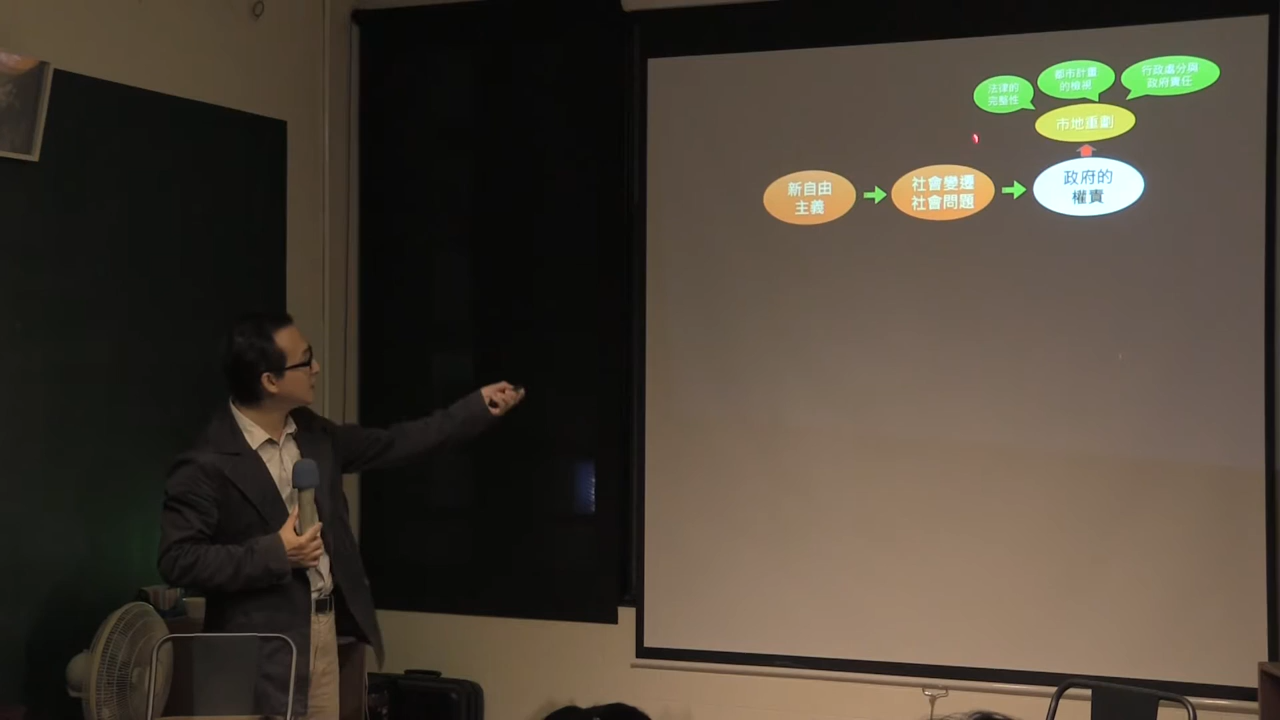 法律的
完整性
都市計畫
的檢視
行政處分與
政府責任
市地重劃
新自由
主義
社會變遷
社會問題
政府的
權責